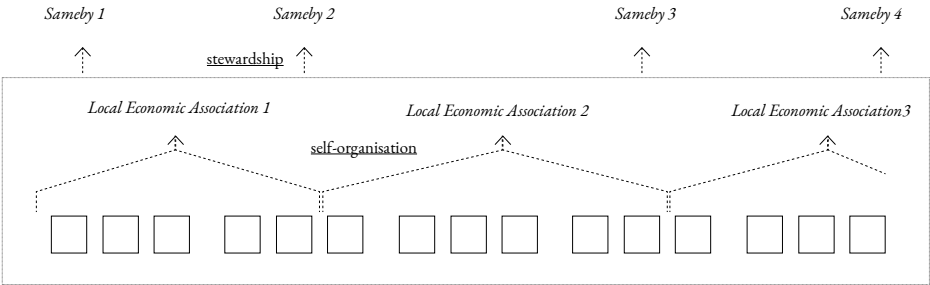 Sameby 1
Sameby 2
Sameby 3
Sameby 4
stewardship
Local Economic Association 1
Local Economic Association 2
Local Economic Association3
self-organisation